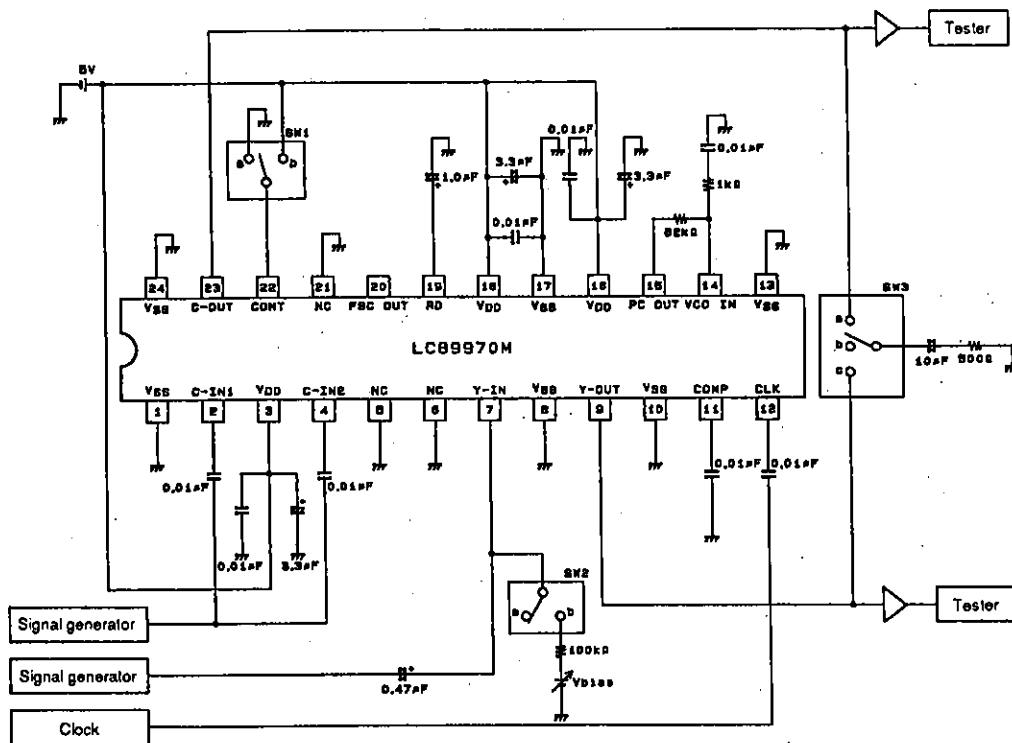 Tester
5V
SW1
a
b
0.01µF
3.3µF
1.0µF
3.3µF
0.01µF
1kΩ
0.01µF
82kΩ
24
23
22
21
20
19
18
17
16
15
14
13
VSS
C-OUT
CONT
NC
FSC OUT
RD
VDD
VSS
VDD
PC OUT
VCO IN
VSS
SW3
a
b
c
10µF
500Ω
LC89970M
VSS
C-IN1
VDD
C-IN2
NC
NC
Y-IN
VSS
Y-OUT
VSS
COMP
CLK
1
2
3
4
5
6
7
8
9
10
11
12
0.01µF
0.01µF
0.01µF
0.01µF
0.01µF
3.3µF
SW2
a
b
100kΩ
Vbias
Tester
Signal generator
Signal generator
0.47µF
Clock